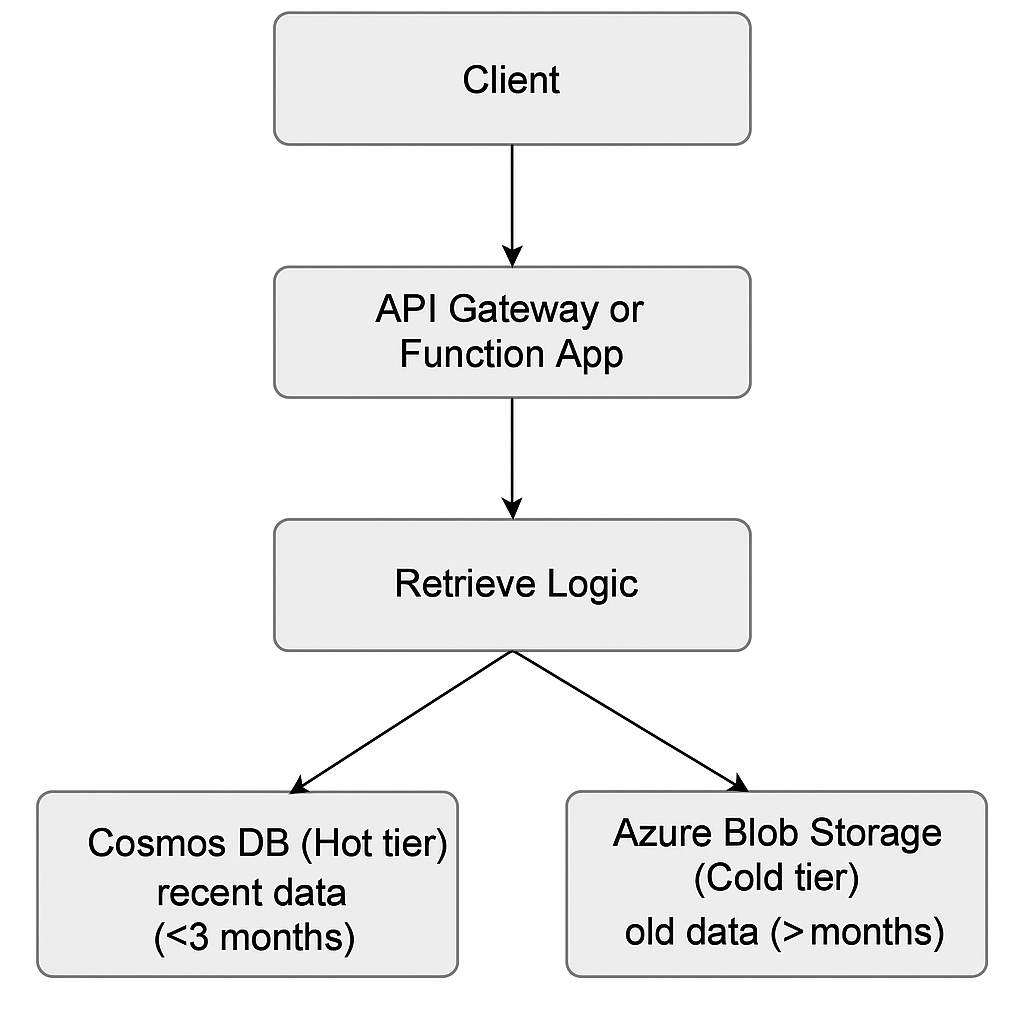 Client
API Gateway or
Function App
Retrieve Logic
Cosmos DB (Hot tier)
recent data
(<3 months)
Azure Blob Storage
(Cold tier)
old data (> months)